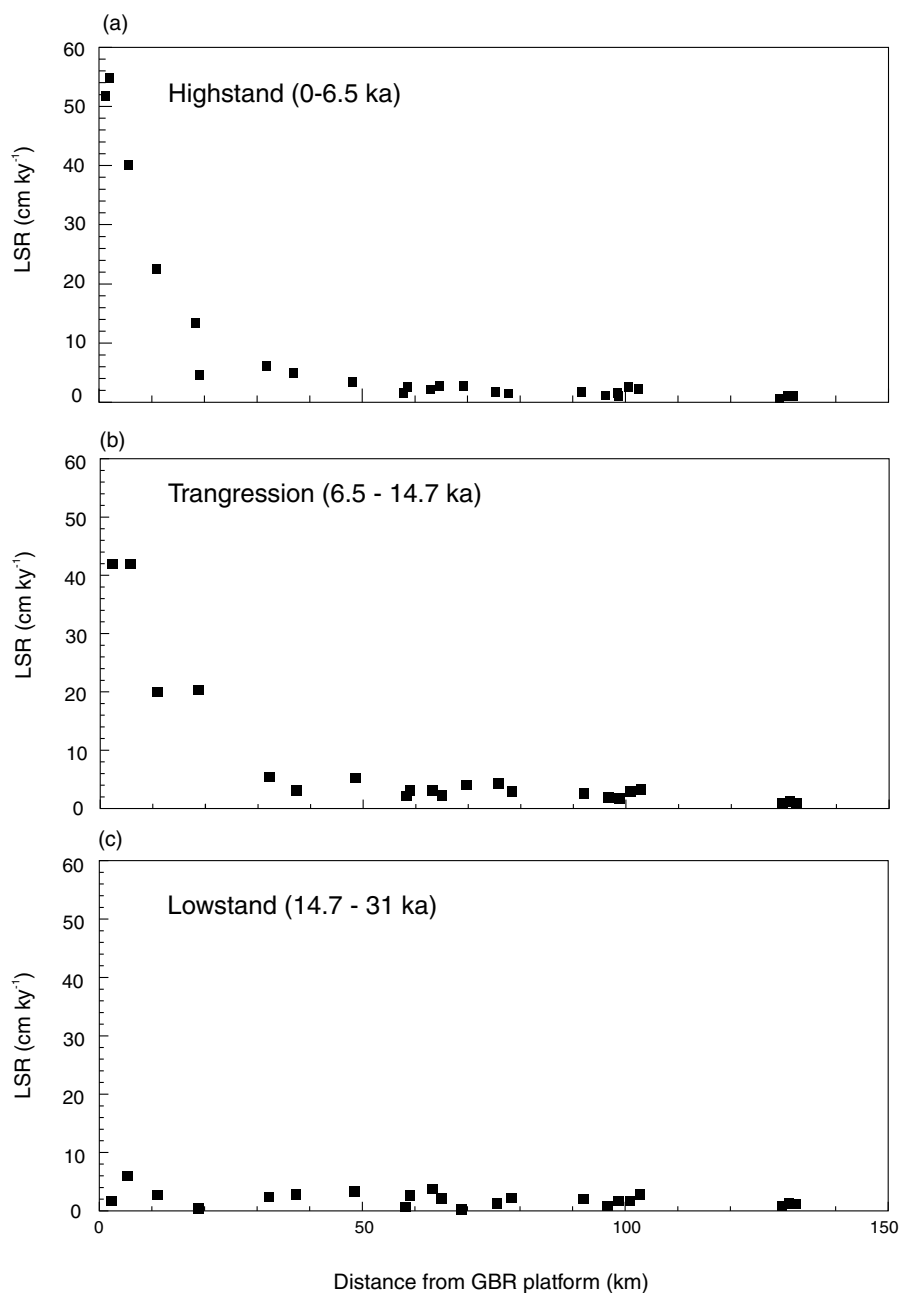 (a)
60
50
40
30
20
10
0
LSR (cm ky-1)
Highstand (0-6.5 ka)
(b)
60
50
40
30
20
10
0
LSR (cm ky-1)
Trangression (6.5 - 14.7 ka)
(c)
60
50
40
30
20
10
0
LSR (cm ky-1)
Lowstand (14.7 - 31 ka)
0 50 100 150
Distance from GBR platform (km)